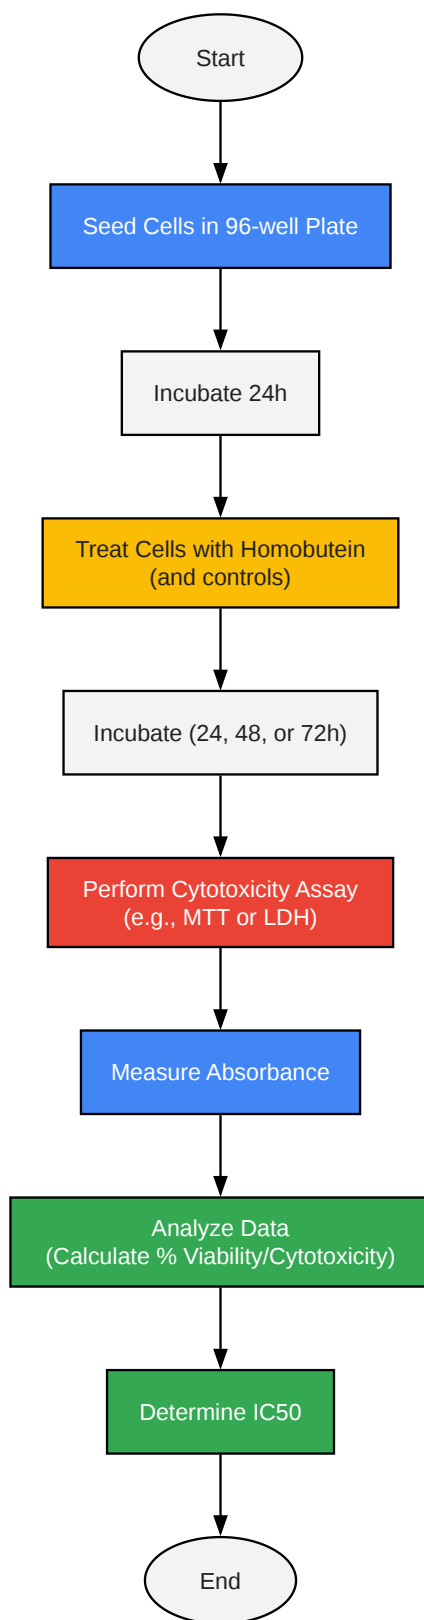 Start
Seed Cells in 96-well Plate
Incubate 24h
Treat Cells with Homobutein
(and controls)
Incubate (24, 48, or 72h)
Perform Cytotoxicity Assay
(e.g., MTT or LDH)
Measure Absorbance
Analyze Data
(Calculate % Viability/Cytotoxicity)
Determine IC50
End